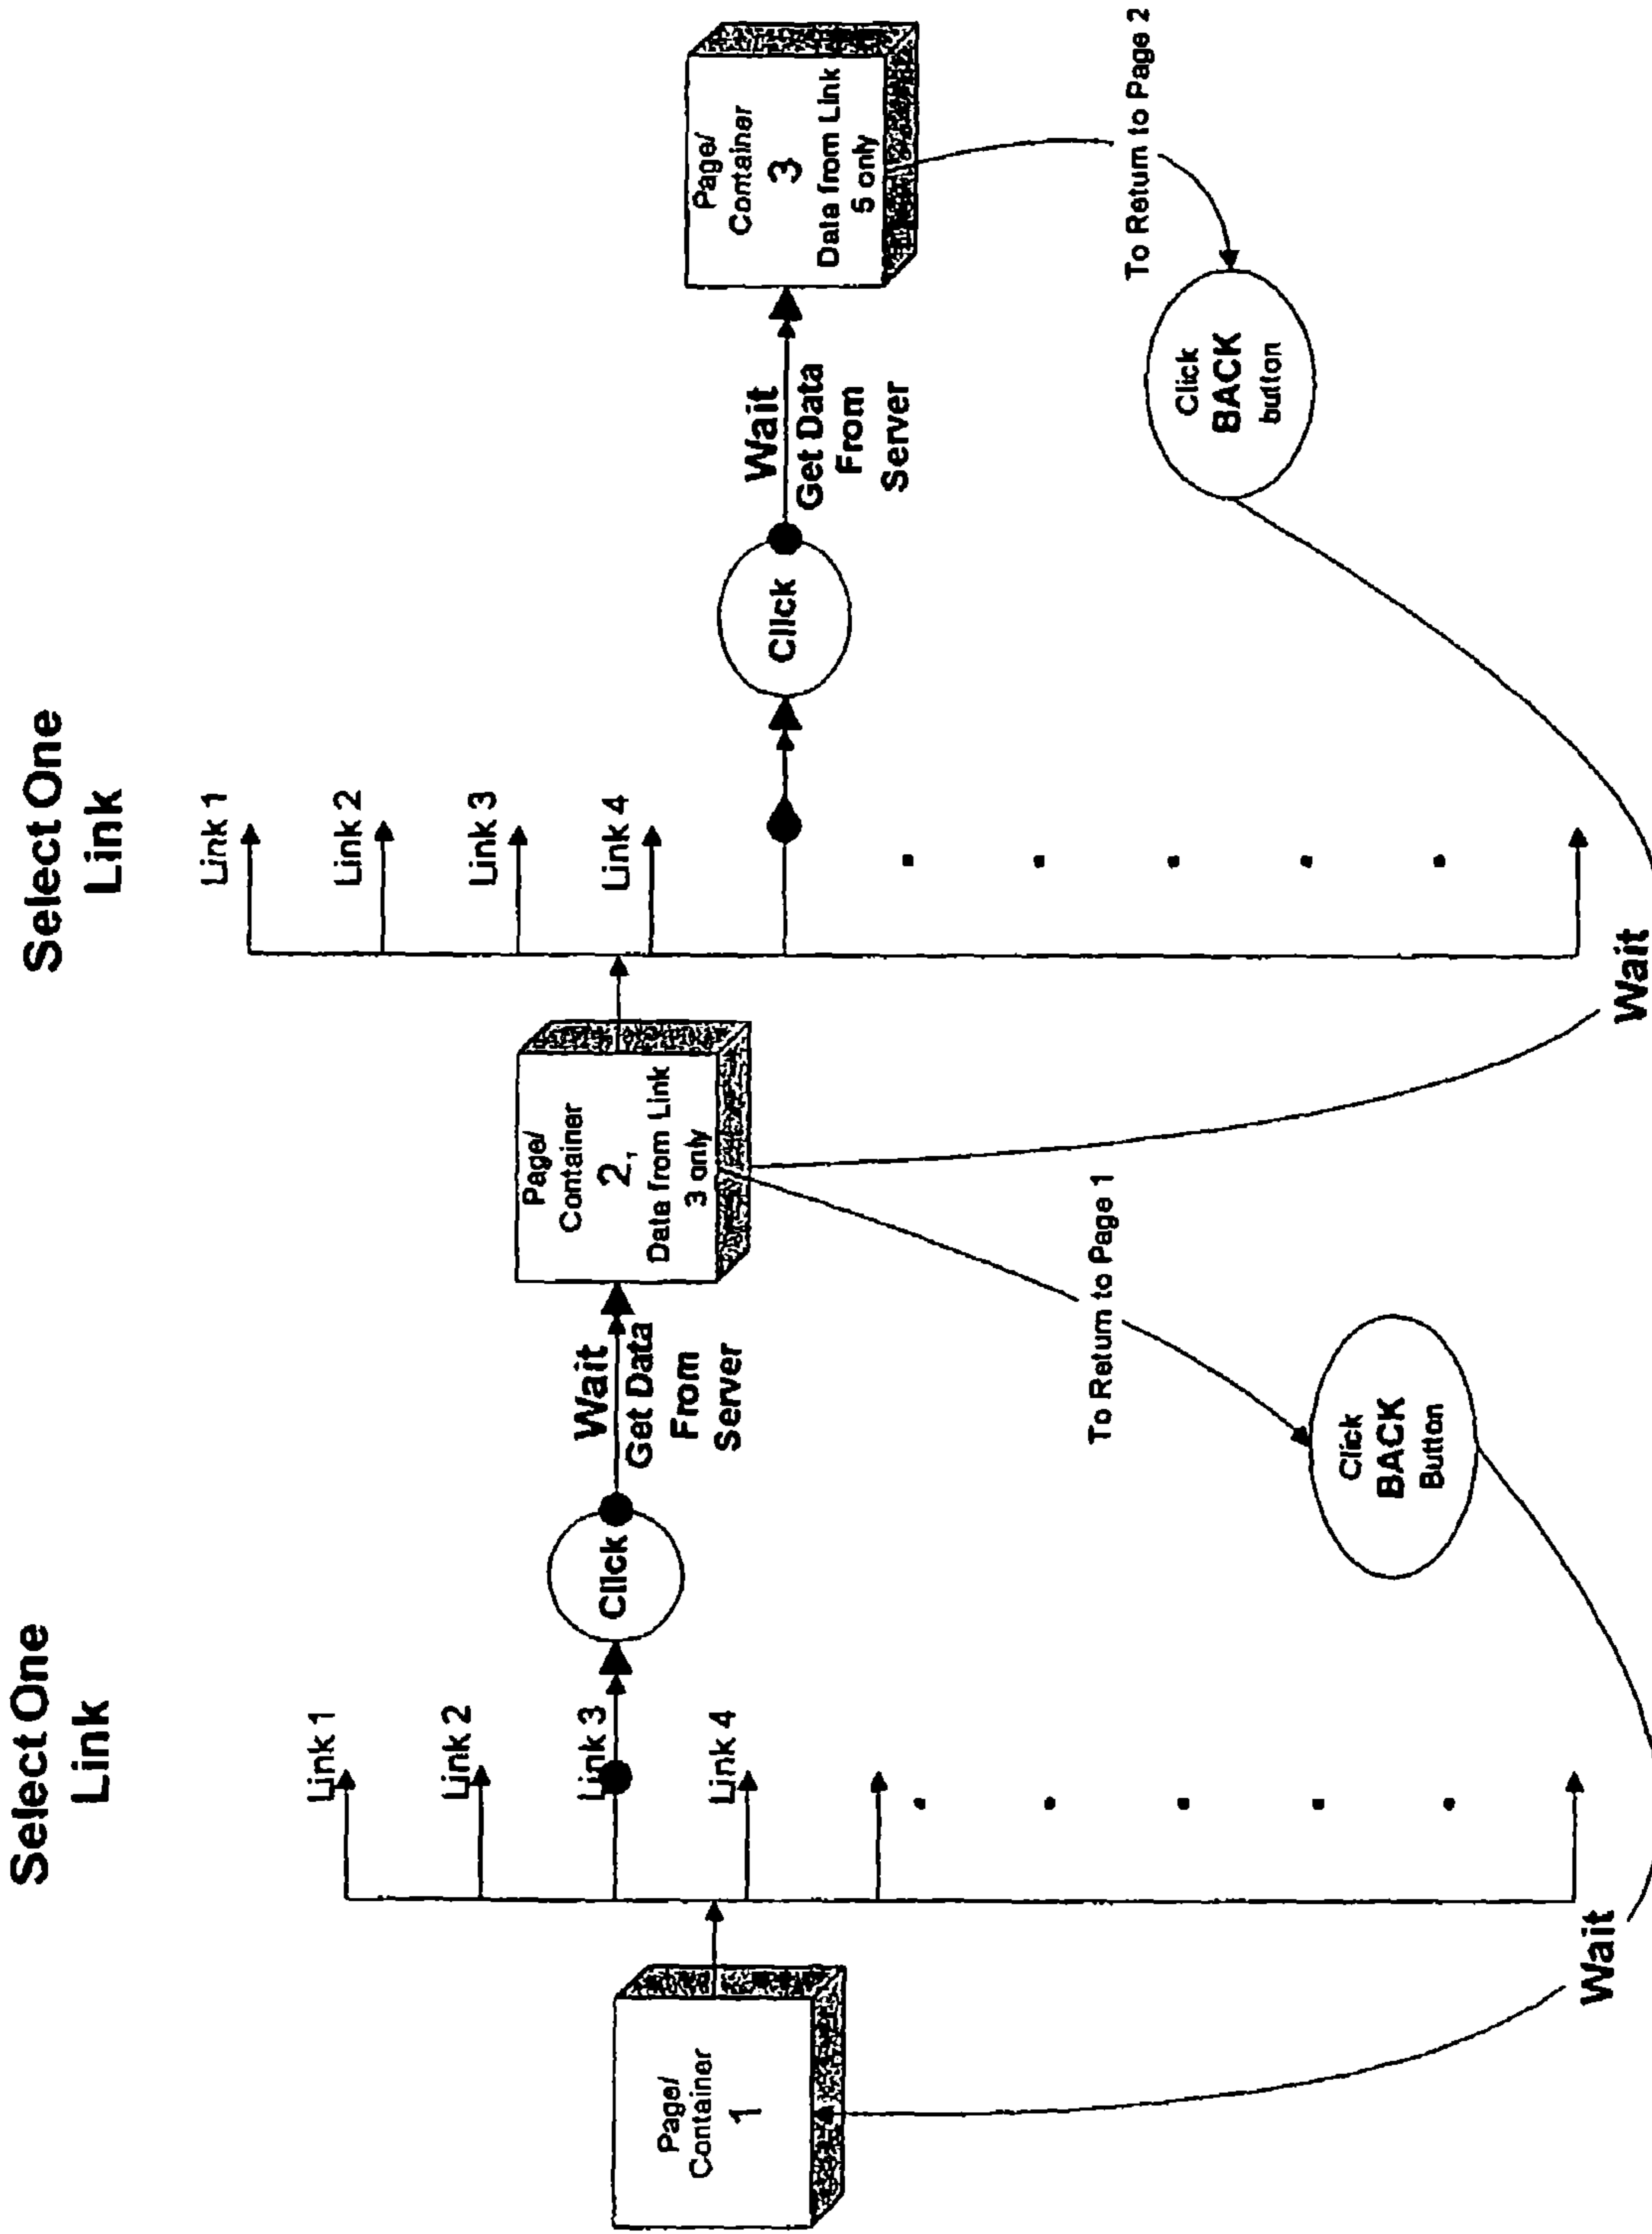 Select One
Link
Page/
Container
1
Link 1
Link 2
Link 3
Link 4
Click
Wait
Get Data
From
Server
Page/
Container
2,
Data from Link
3 only
To Return to Page 1
Click
BACK
Button
Wait
Select One
Link
Link 1
Link 2
Link 3
Link 4
Click
Wait
Get Data
From
Server
Page/
Container
3
Data from Link
5 only
To Return to Page 2
Click
BACK
button
Wait